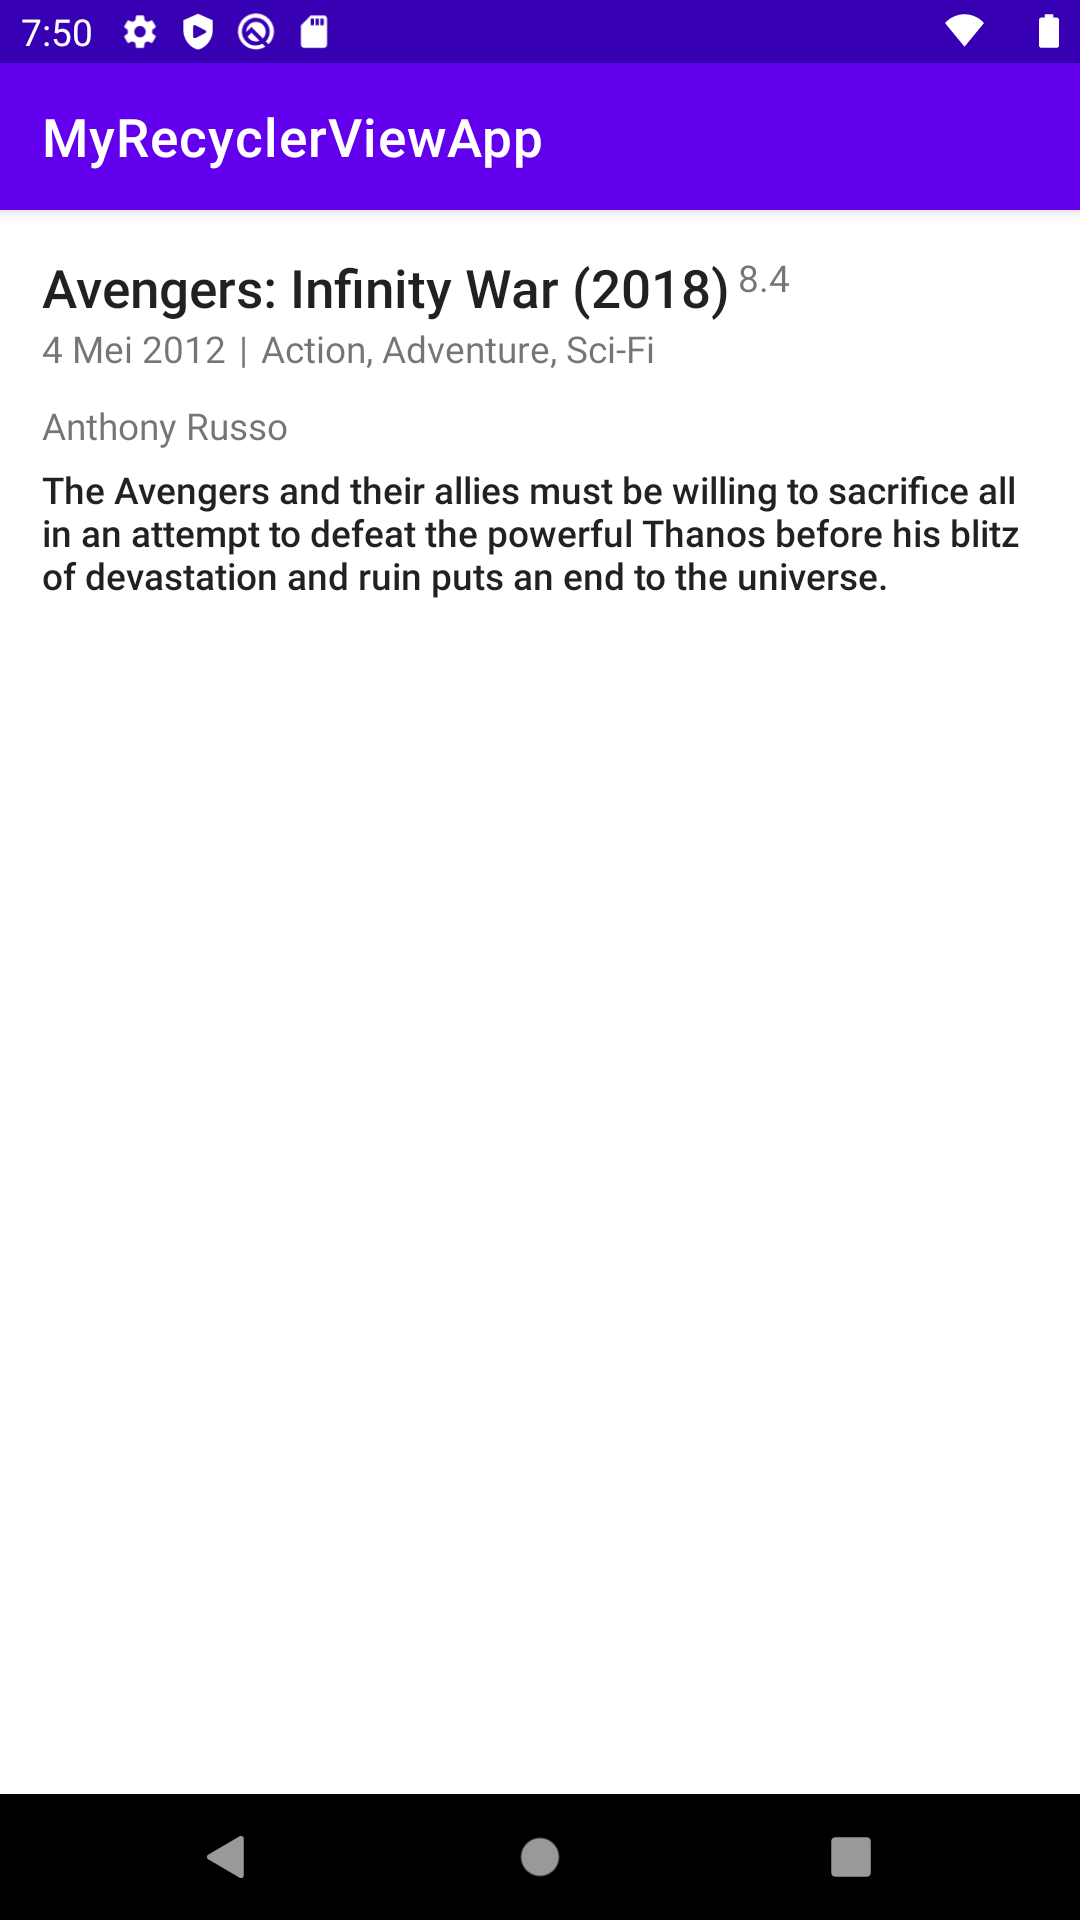 7:50
MyRecyclerViewApp
Avengers: Infinity War (2018) 8.4
4 Mei 2012 | Action, Adventure, Sci-Fi
Anthony Russo
The Avengers and their allies must be willing to sacrifice all
in an attempt to defeat the powerful Thanos before his blitz
of devastation and ruin puts an end to the universe.